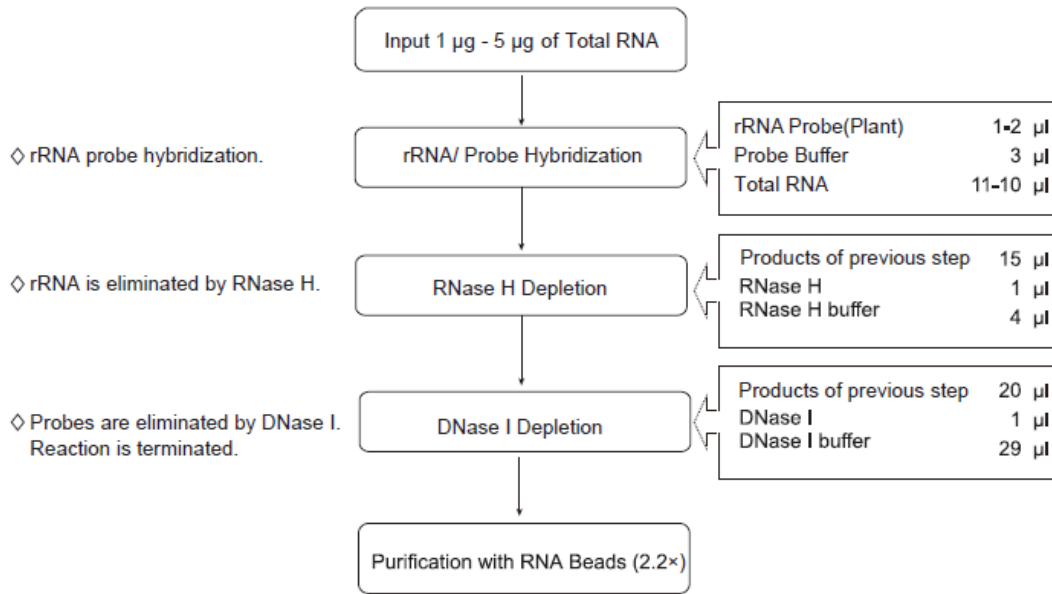 Input 1 µg - 5 µg of Total RNA
◇ rRNA probe hybridization.
rRNA/ Probe Hybridization
rRNA Probe(Plant) 1-2 µl
Probe Buffer 3 µl
Total RNA 11-10 µl
◇ rRNA is eliminated by RNase H.
RNase H Depletion
Products of previous step 15 µl
RNase H 1 µl
RNase H buffer 4 µl
◇ Probes are eliminated by DNase I.
Reaction is terminated.
DNase I Depletion
Products of previous step 20 µl
DNase I 1 µl
DNase I buffer 29 µl
Purification with RNA Beads (2.2×)